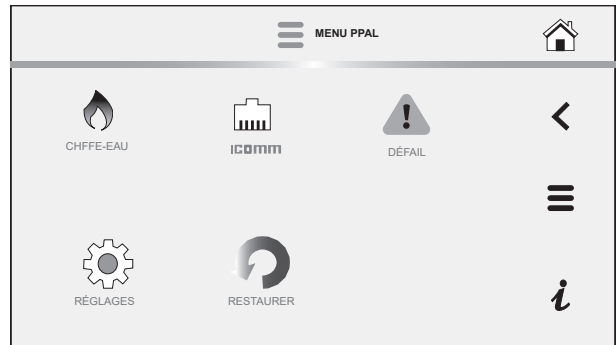 MENU PPAL
CHFFE-EAU
ICOMM
DÉFAIL
RÉGLAGES
RESTAURER
i